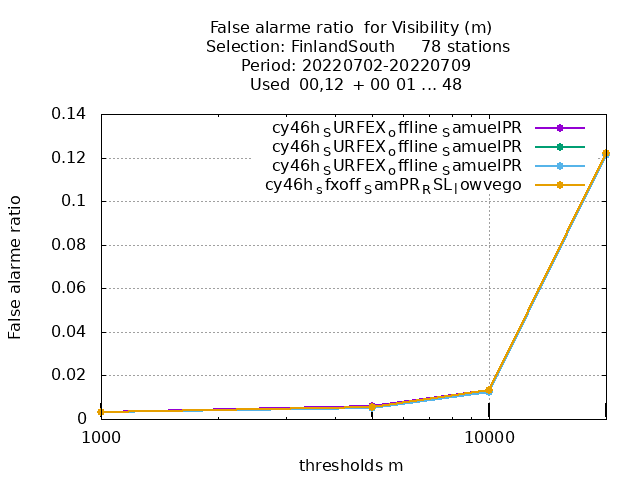 False alarme ratio  for Visibility (m)
Selection: FinlandSouth     78 stations
Period: 20220702-20220709
Used  00,12  + 00 01 ... 48
0.14
0.12
0.1
0.08
0.06
0.04
0.02
0
False alarme ratio
cy46h_SURFEX_offline_SamuelPR
cy46h_SURFEX_offline_SamuelPR
cy46h_SURFEX_offline_SamuelPR
cy46h_sfxoff_SamPR_RSL_lowvego
1000
10000
thresholds m